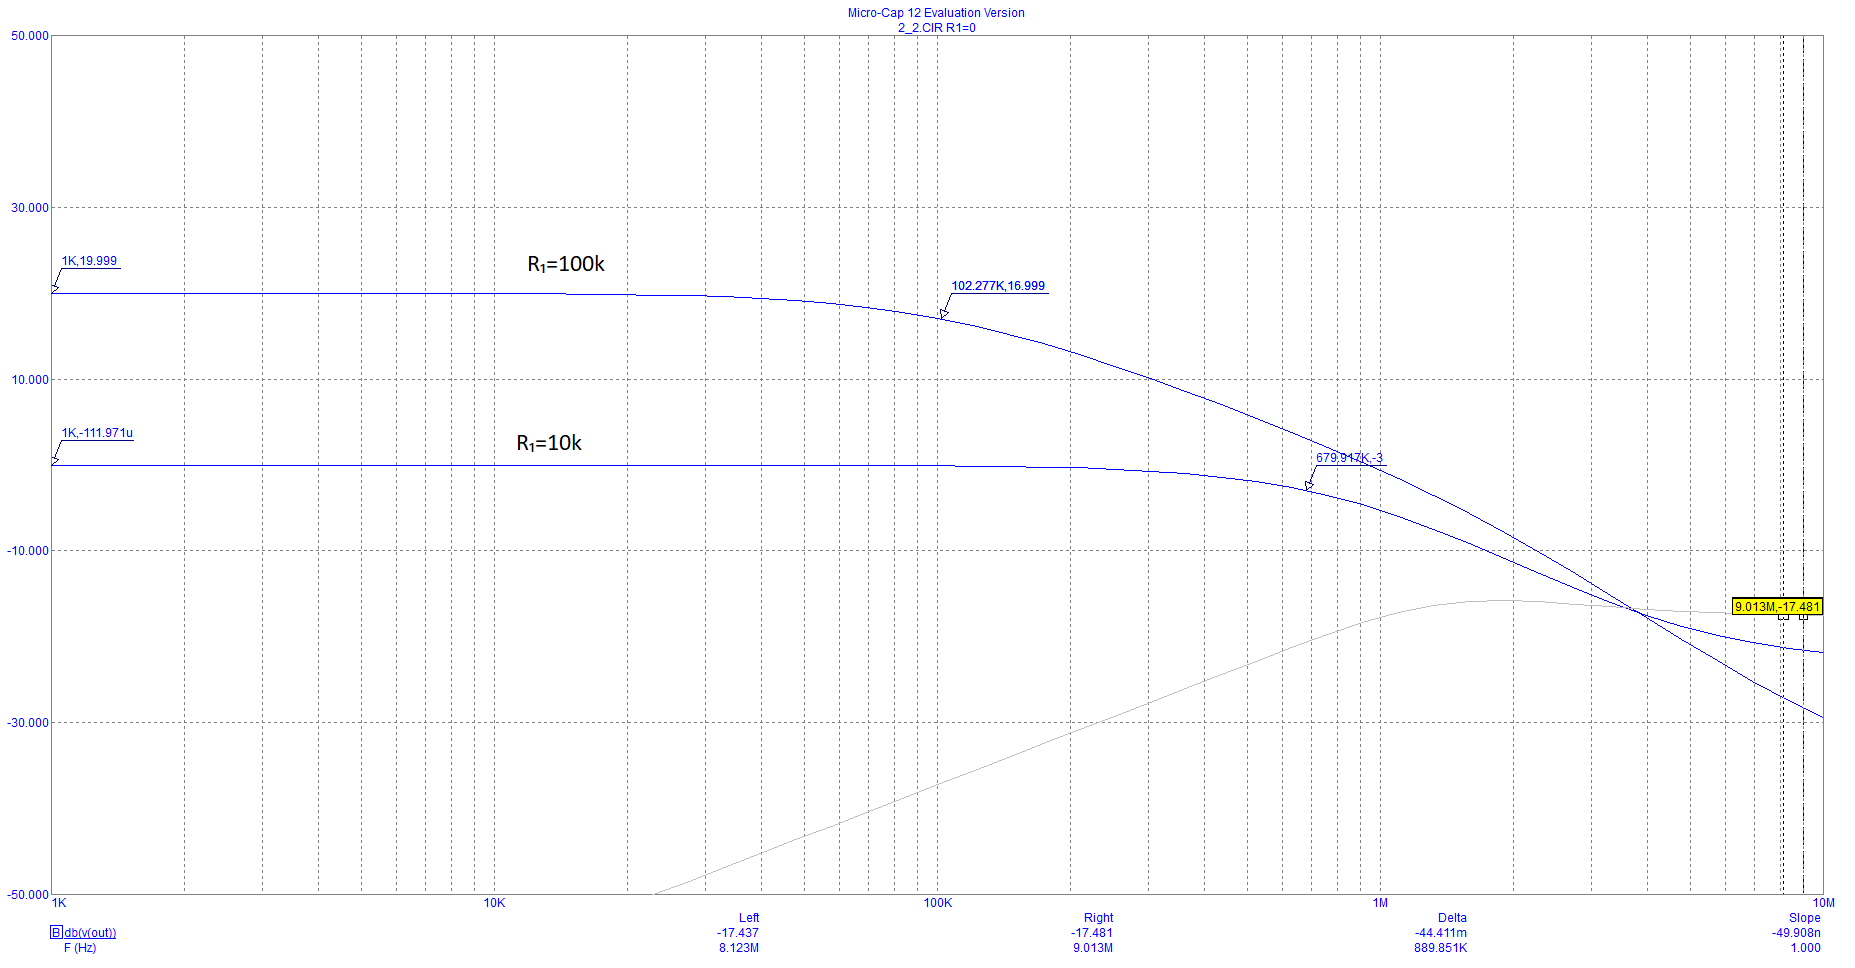 Micro-Cap 12 Evaluation Version
2_2.CIR R1=0
50.000
30.000
1K,19.999
R₁=100k
102.277K,16.999
10.000
1K,-111.971u
R₁=10k
679.917K,-3
-10.000
9.013M,-17.481
-30.000
-50.000
1K 10K 100K 1M 10M
Left Right Delta Slope
B db(v(out)) -17.437 -17.481 -44.411m -49.908n
F (Hz) 8.123M 9.013M 889.851K 1.000